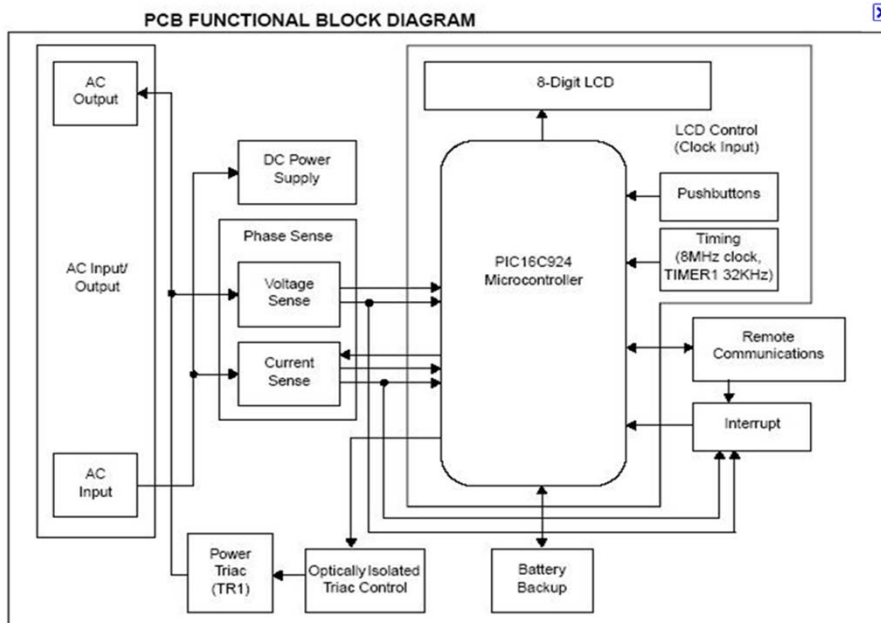 PCB FUNCTIONAL BLOCK DIAGRAM
AC
Output
8-Digit LCD
LCD Control
(Clock Input)
DC Power
Supply
Pushbuttons
Phase Sense
AC Input/
Output
Voltage
Sense
PIC16C924
Microcontroller
Timing
(8MHz clock,
TIMER1 32KHz)
Current
Sense
Remote
Communications
Interrupt
AC
Input
Power
Triac
(TR1)
Optically Isolated
Triac Control
Battery
Backup